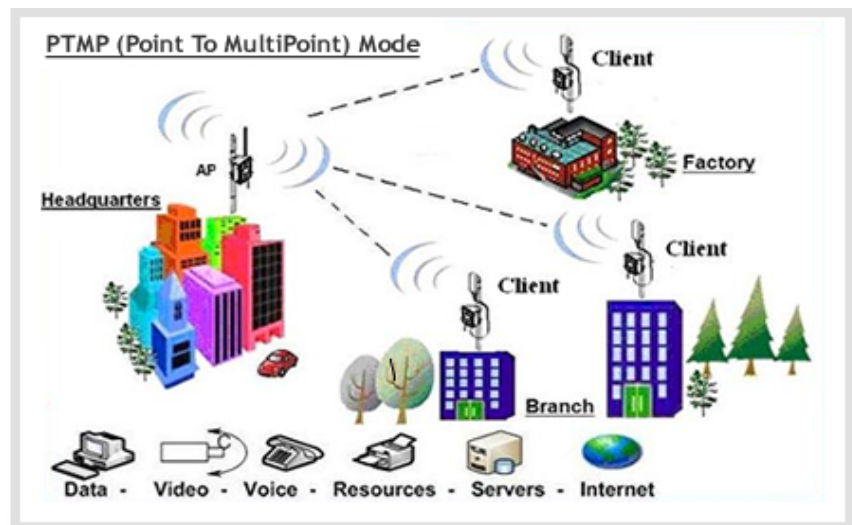 PTMP (Point To MultiPoint) Mode
Client
AP
Factory
Headquarters
Client
Client
Branch
Data - Video - Voice - Resources - Servers - Internet